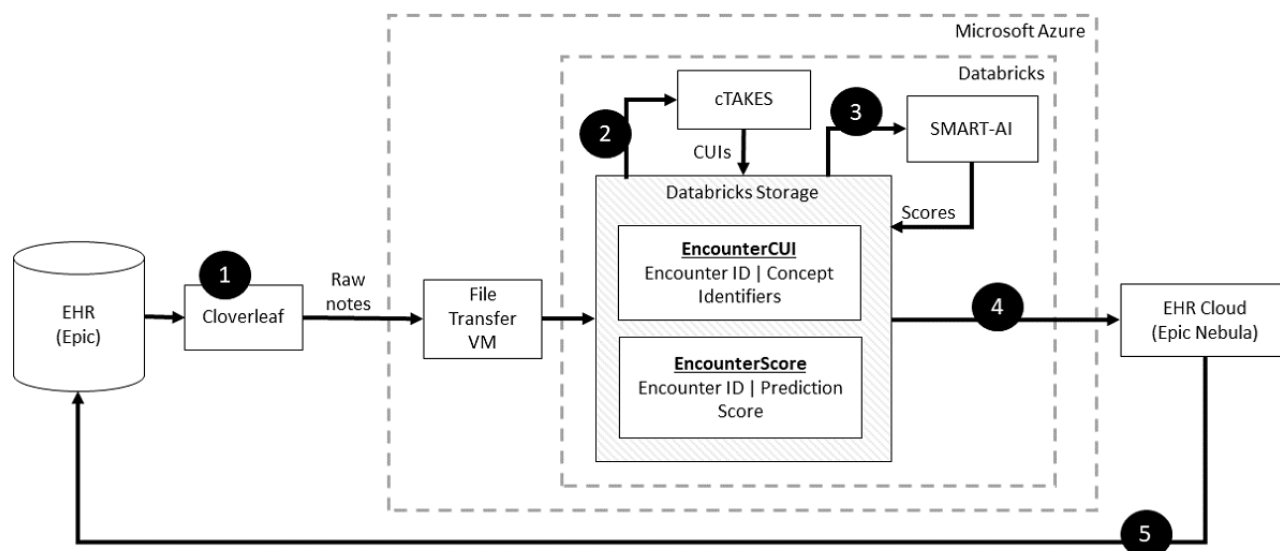 Microsoft Azure
Databricks
cTAKES
2
3
SMART-AI
CUIs
Databricks Storage
Scores
EncounterCUI
Encounter ID | Concept
Identifiers
1
EHR
(Epic)
Cloverleaf
Raw
notes
File
Transfer
VM
4
EHR Cloud
(Epic Nebula)
EncounterScore
Encounter ID | Prediction
Score
5